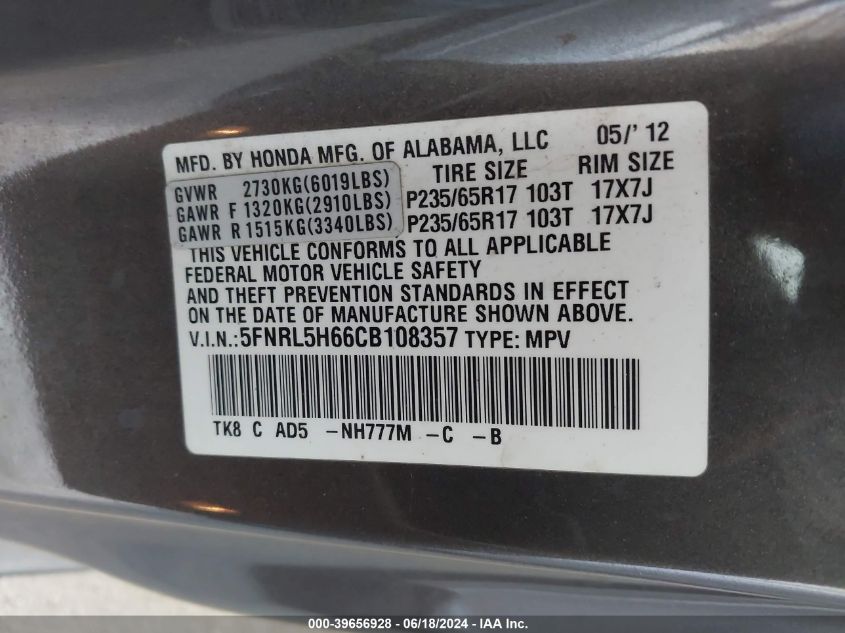 MFD. BY HONDA MFG. OF ALABAMA, LLC 05/' 12
TIRE SIZE RIM SIZE
GVWR 2730KG(6019LBS)
GAWR F 1320KG(2910LBS) P235/65R17 103T 17X7J
GAWR R 1515KG(3340LBS) P235/65R17 103T 17X7J
THIS VEHICLE CONFORMS TO ALL APPLICABLE
FEDERAL MOTOR VEHICLE SAFETY
AND THEFT PREVENTION STANDARDS IN EFFECT
ON THE DATE OF MANUFACTURE SHOWN ABOVE.
V.I.N.: 5FNRL5H66CB108357 TYPE: MPV
TK8 C AD5 -NH777M -C -B
000-39656928 - 06/18/2024 - IAA Inc.